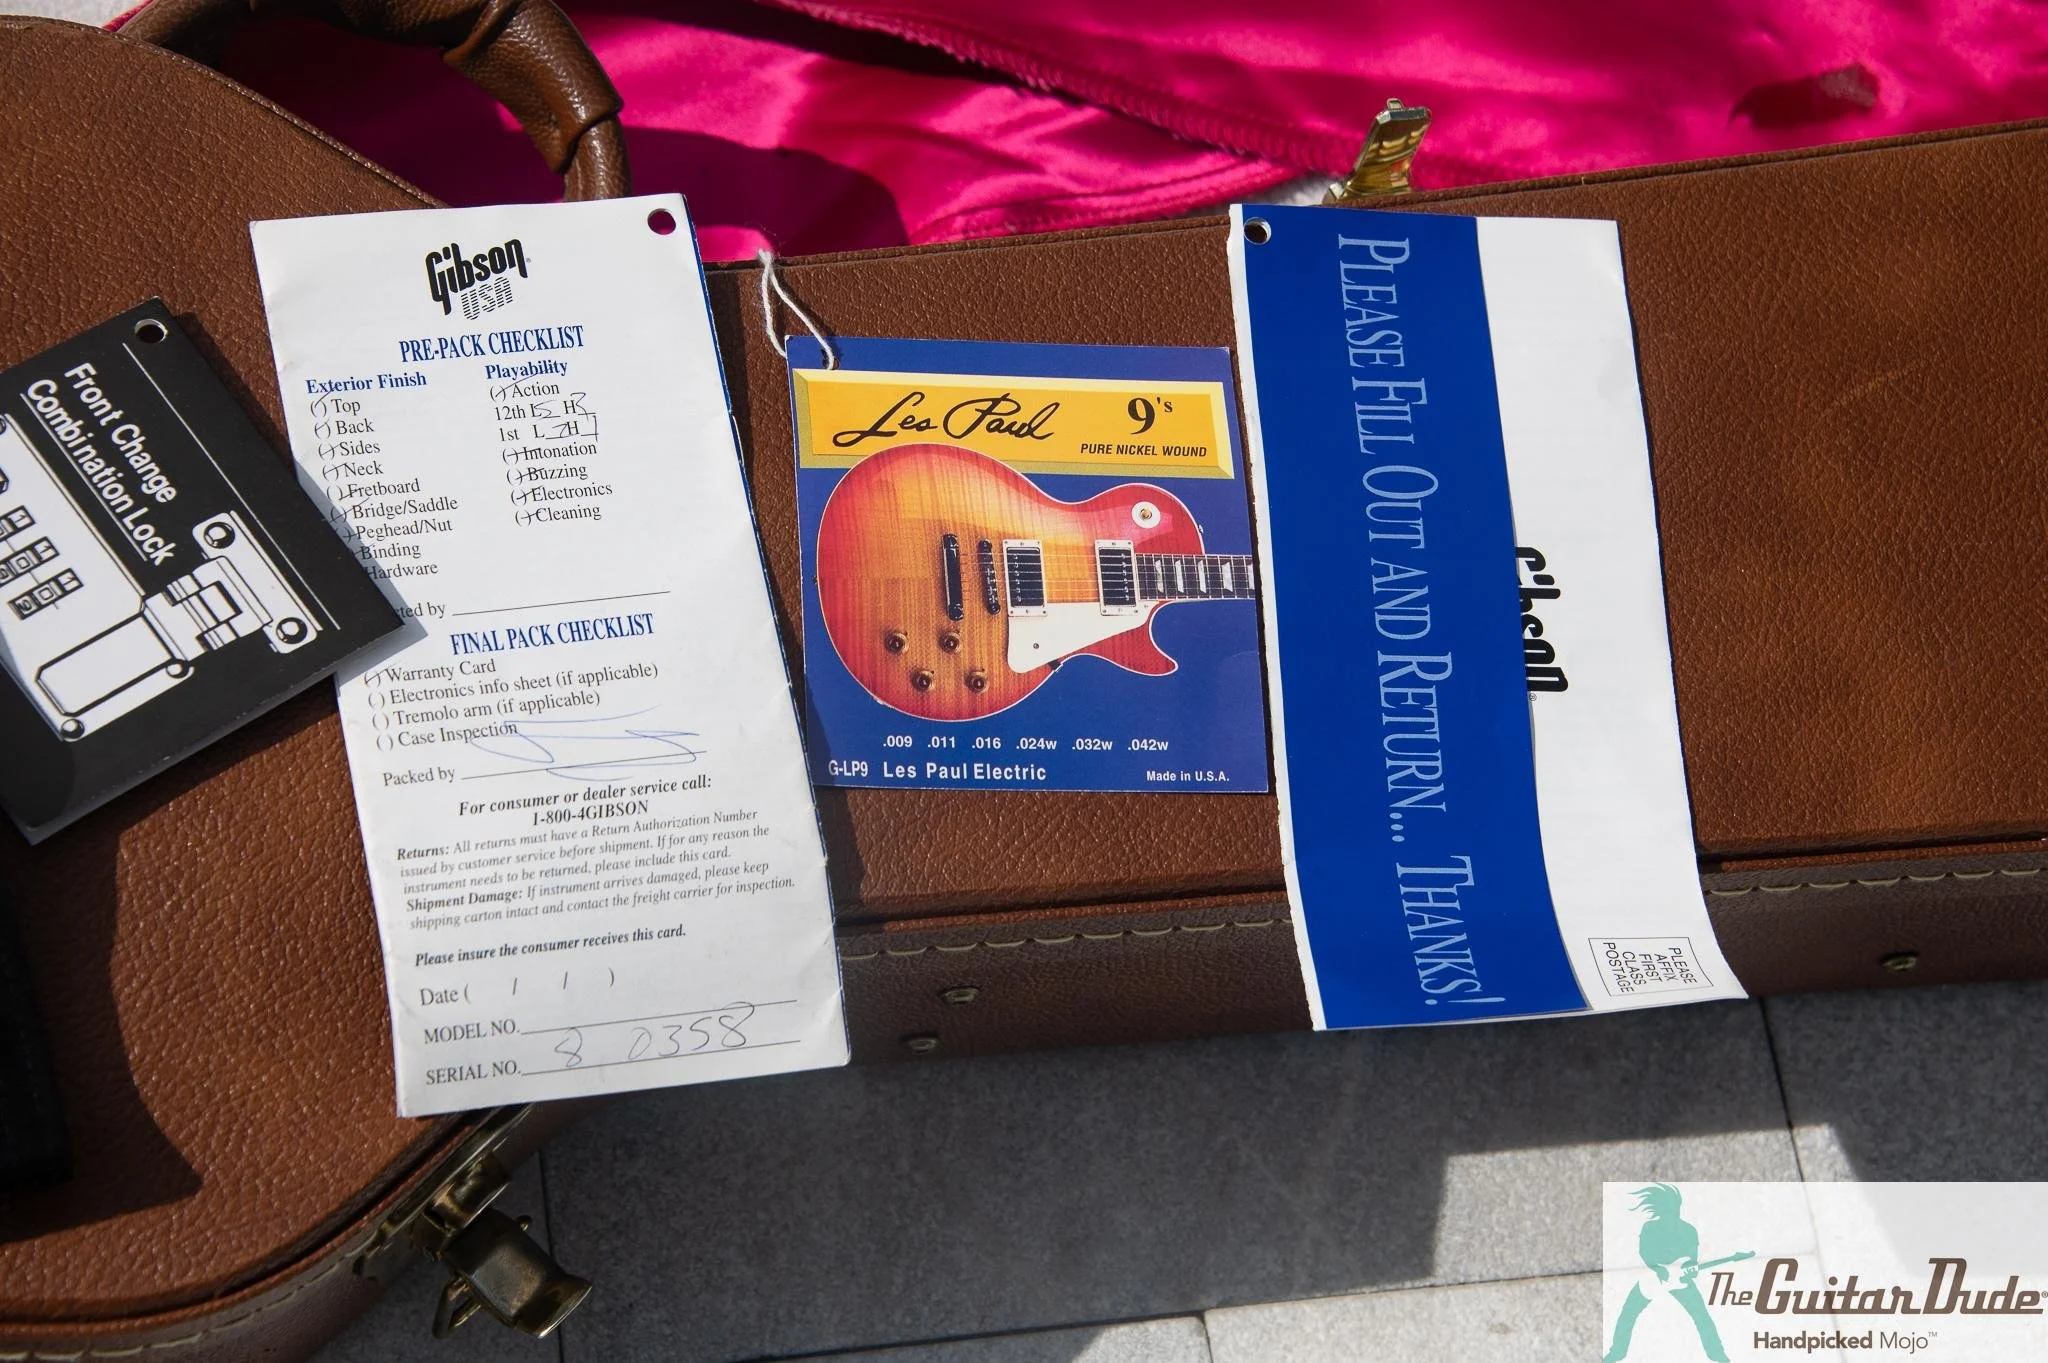 Front Change
Combination Lock
Gibson
USA
PRE-PACK CHECKLIST
Exterior Finish
( ) Top
( ) Back
( ) Sides
( ) Neck
( ) Fretboard
( ) Bridge/Saddle
( ) Peghead/Nut
Binding
Hardware
Playability
( ) Action
12th L H
1st L H
( ) Intonation
( ) Buzzing
( ) Electronics
( ) Cleaning
by
FINAL PACK CHECKLIST
( ) Warranty Card
( ) Electronics info sheet (if applicable)
( ) Tremolo arm (if applicable)
( ) Case Inspection
Packed by
For consumer or dealer service call:
1-800-4GIBSON
Returns: All returns must have a Return Authorization Number
issued by customer service before shipment. If for any reason the
instrument needs to be returned, please include this card.
Shipment Damage: If instrument arrives damaged, please keep
shipping carton intact and contact the freight carrier for inspection.
Please insure the consumer receives this card.
Date ( / / )
MODEL NO.
SERIAL NO. 8 0358
Les Paul 9's
PURE NICKEL WOUND
.009 .011 .016 .024w .032w .042w
G-LP9 Les Paul Electric Made in U.S.A.
PLEASE FILL OUT AND RETURN... THANKS!
Gibson
PLEASE
AFFIX
FIRST
CLASS
POSTAGE
The Guitar Dude
Handpicked Mojo™